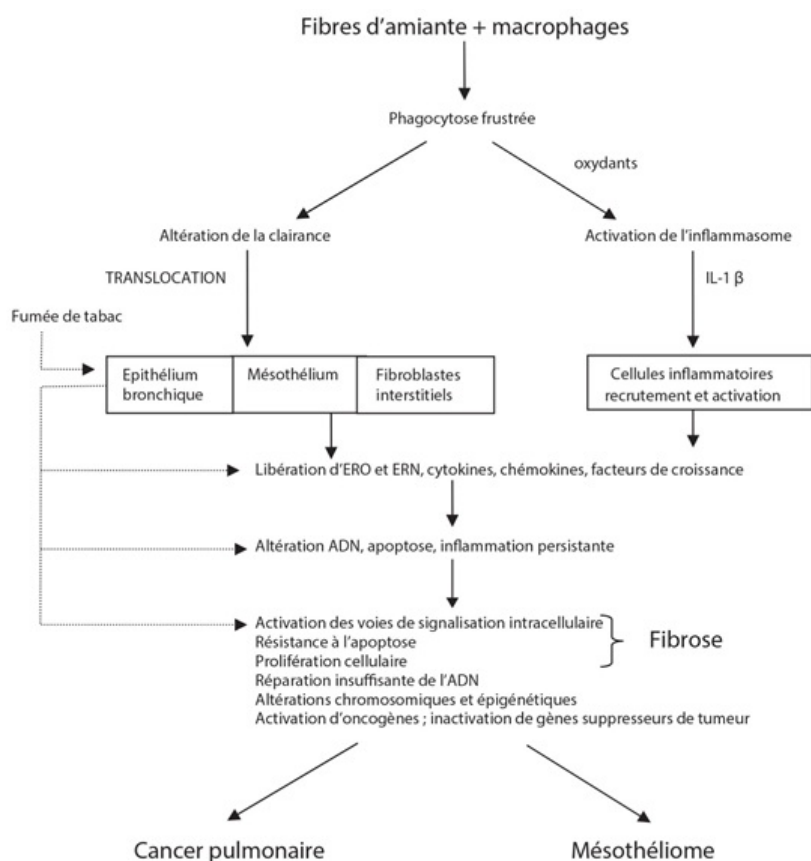 Fibres d'amiante + macrophages
Phagocytose frustrée
oxydants
Altération de la clairance
Activation de l'inflammasome
TRANSLOCATION
IL-1 β
Fumée de tabac
Epithélium
bronchique
Mésothélium
Fibroblastes
interstitiels
Cellules inflammatoires
recrutement et activation
Libération d'ERO et ERN, cytokines, chémokines, facteurs de croissance
Altération ADN, apoptose, inflammation persistante
Activation des voies de signalisation intracellulaire
Résistance à l'apoptose
Prolifération cellulaire
Fibrose
Réparation insuffisante de l'ADN
Altérations chromosomiques et épigénétiques
Activation d'oncogènes ; inactivation de gènes suppresseurs de tumeur
Cancer pulmonaire
Mésothéliome